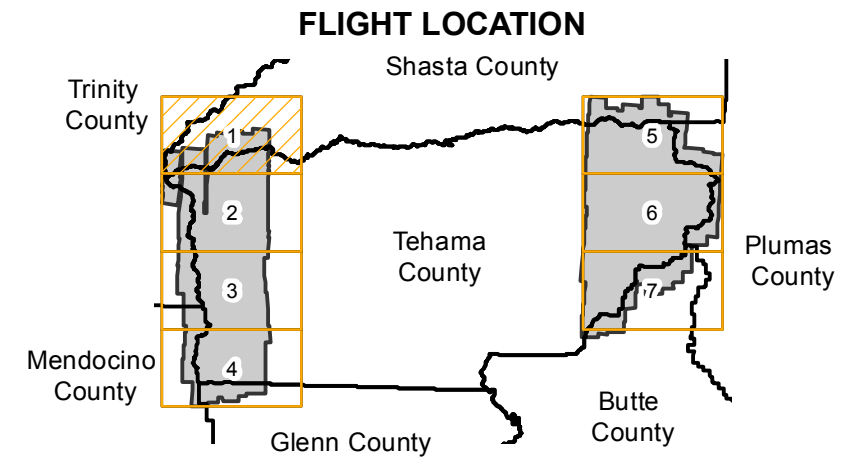 FLIGHT LOCATION
Shasta County
Trinity
County
1
5
2
6
Tehama
County
Plumas
County
3
7
Mendocino
County
4
Butte
County
Glenn County